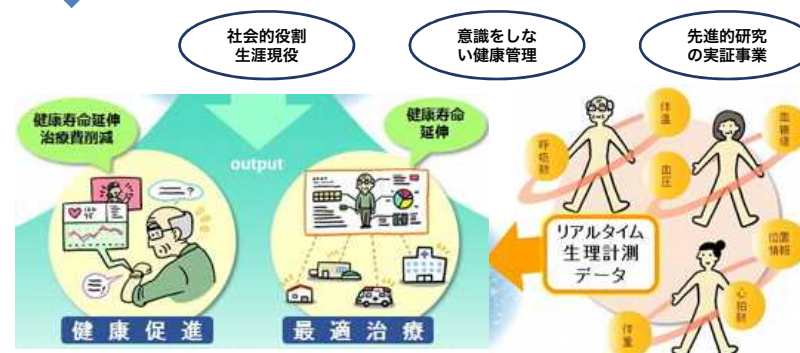 社会的役割
生涯現役
意識をしな
い健康管理
先進的研究
の実証事業
健康寿命延伸
治療費削減
健康寿命
延伸
output
健康促進
最適治療
体温
血糖値
呼吸数
血圧
リアルタイム
生理計測
データ
位置
情報
心拍数
体重